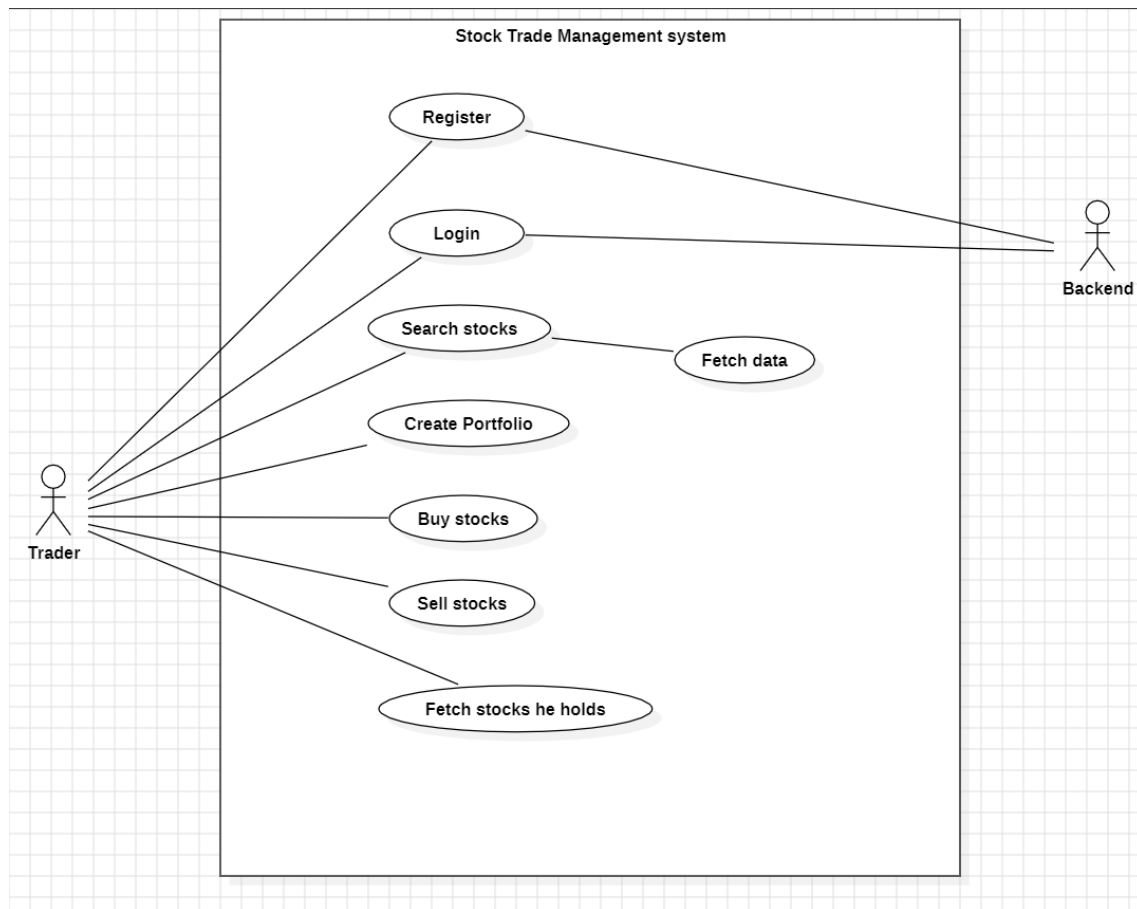 Stock Trade Management system
Register
Login
Backend
Search stocks
Fetch data
Create Portfolio
Buy stocks
Trader
Sell stocks
Fetch stocks he holds